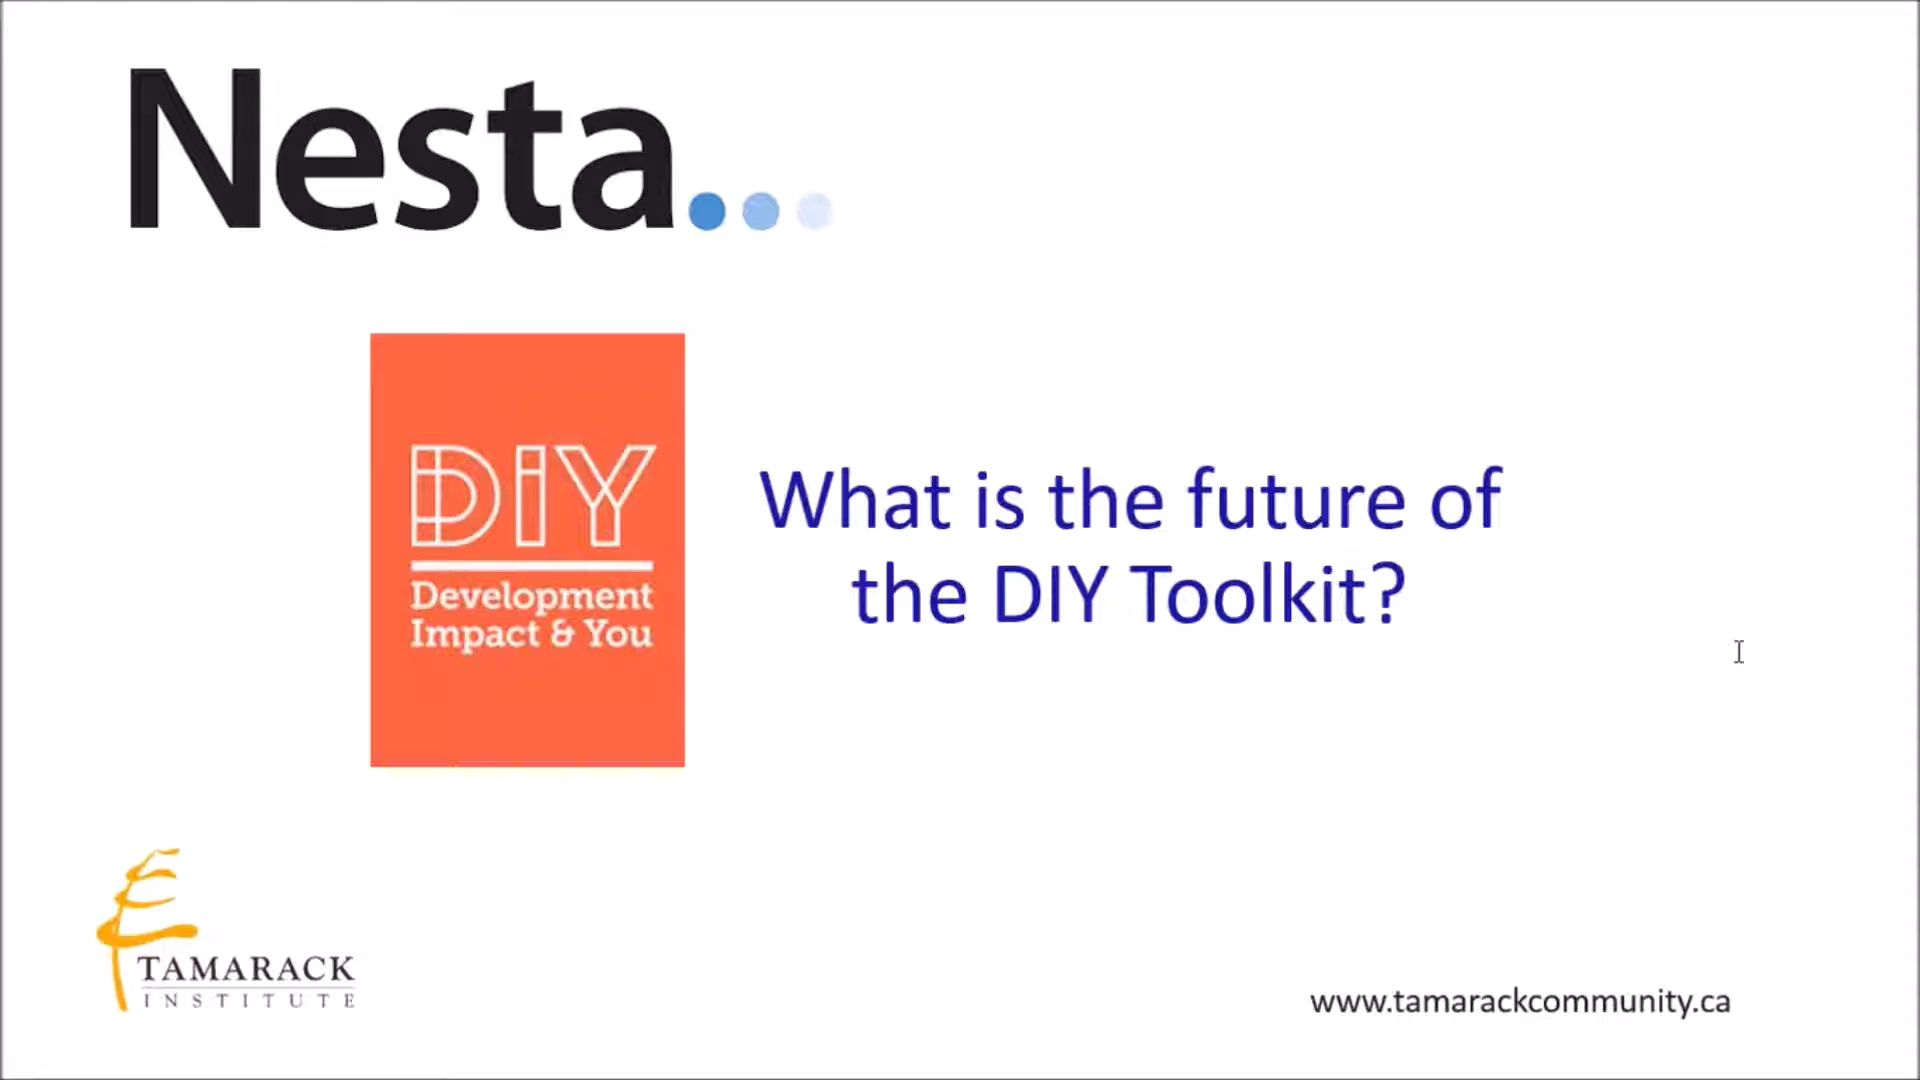 Nesta...
DIY
Development
Impact & You
What is the future of
the DIY Toolkit?
TAMARACK
INSTITUTE
www.tamarackcommunity.ca